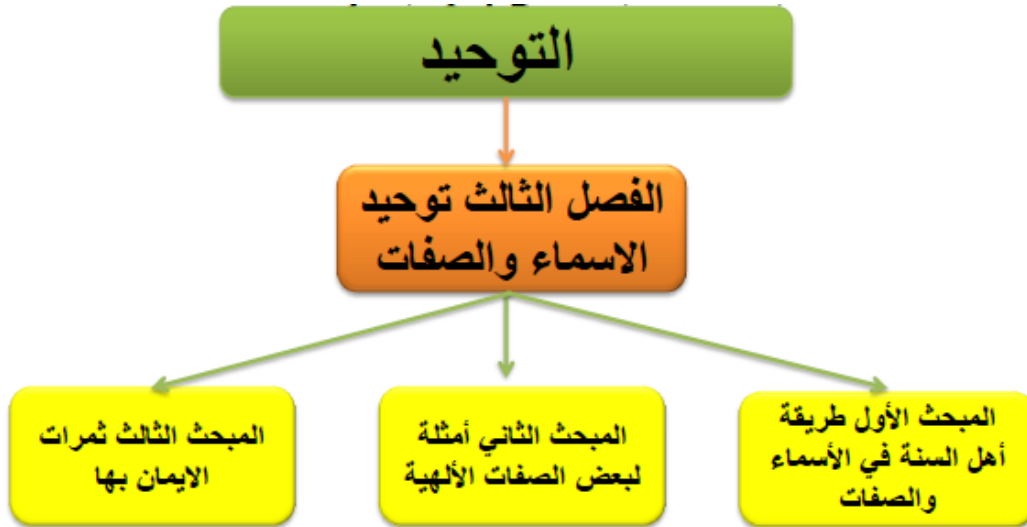 التوحيد
الفصل الثالث توحيد
الاسماء والصفات
المبحث الأول طريقة
أهل السنة في الأسماء
والصفات
المبحث الثاني أمثلة
لبعض الصفات الألهية
المبحث الثالث ثمرات
الايمان بها